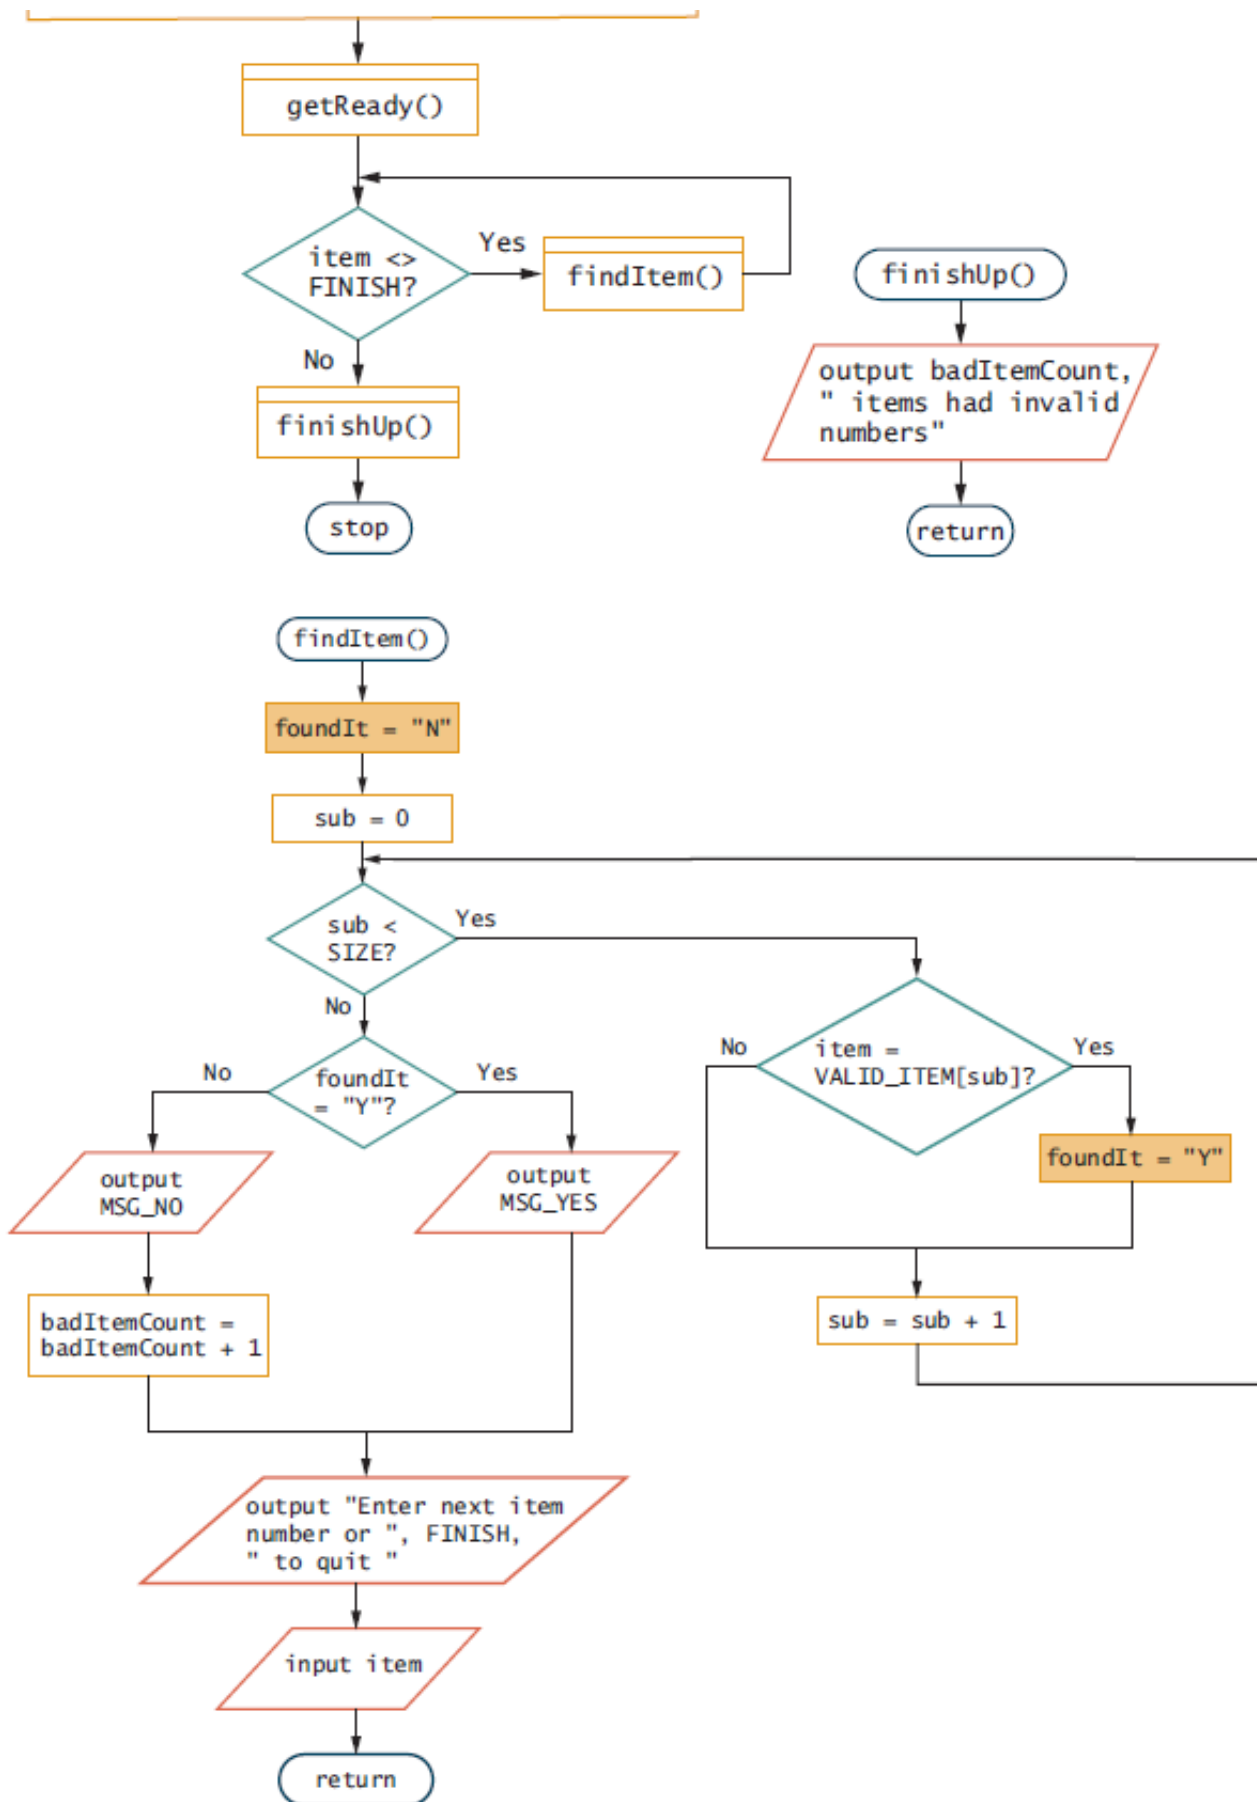 getReady()
item <>
FINISH?
Yes
findItem()
No
finishUp()
stop
finishUp()
output badItemCount,
" items had invalid
numbers"
return
findItem()
foundIt = "N"
sub = 0
sub <
SIZE?
Yes
No
item =
VALID_ITEM[sub]?
No
Yes
foundIt = "Y"
sub = sub + 1
foundIt
= "Y"?
No
Yes
output
MSG_NO
output
MSG_YES
badItemCount =
badItemCount + 1
output "Enter next item
number or ", FINISH,
" to quit "
input item
return